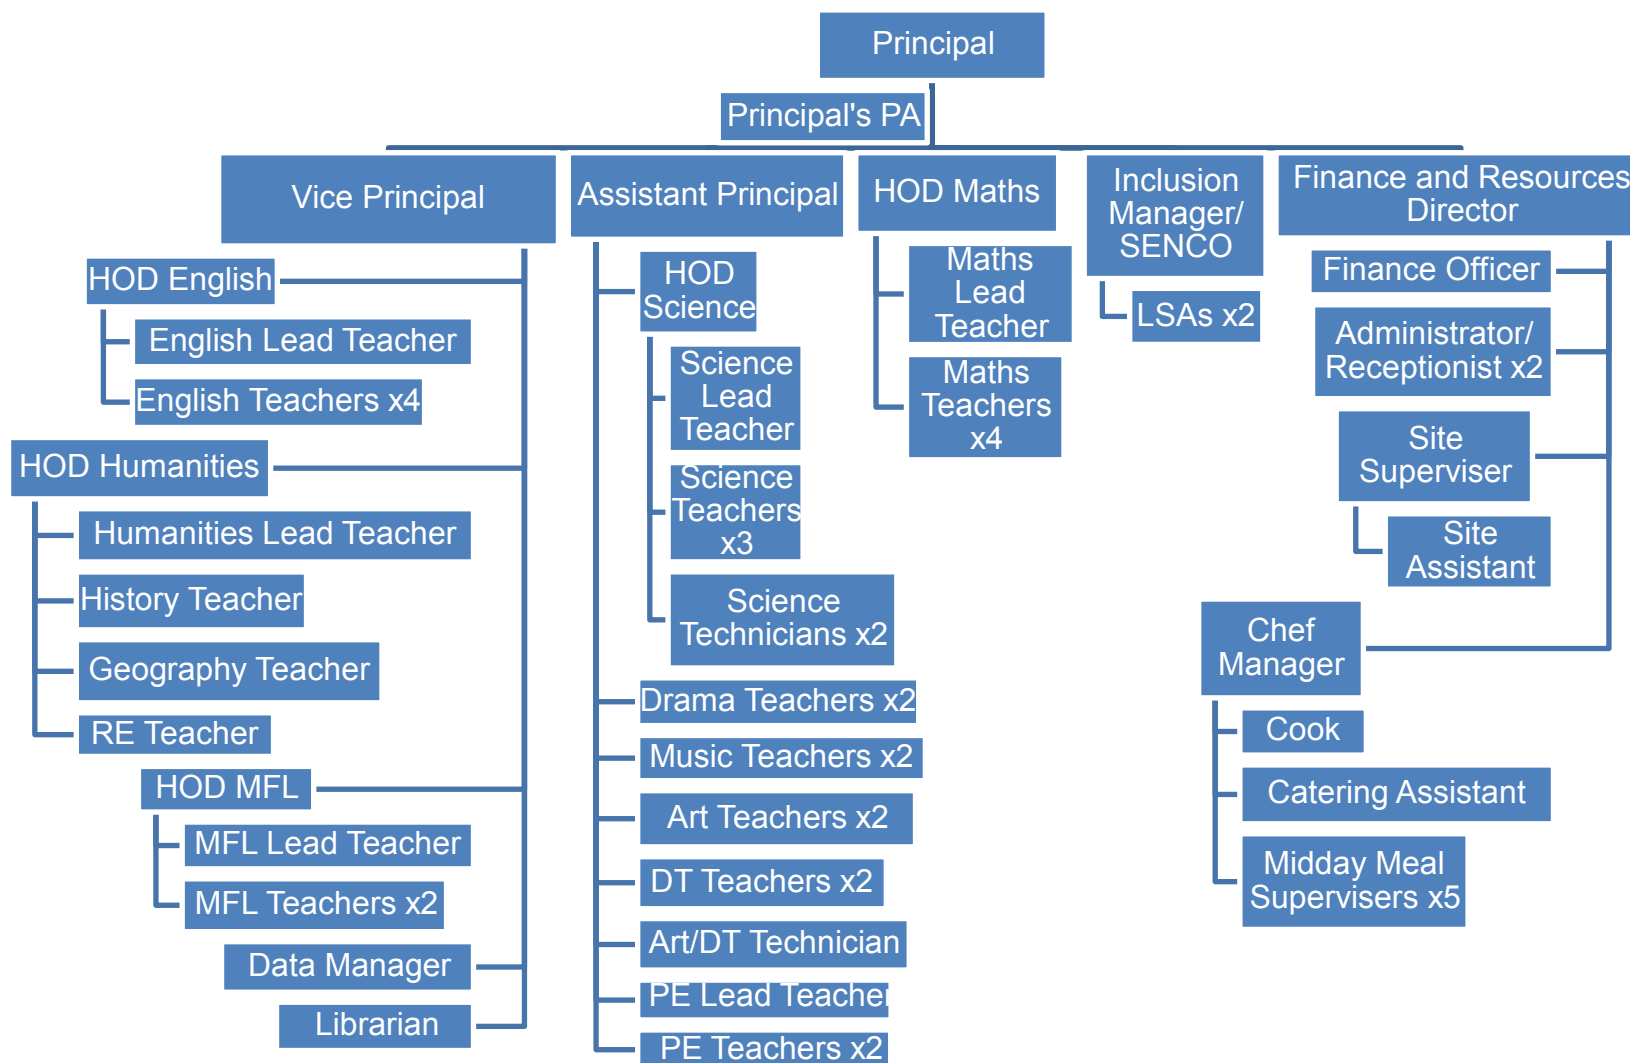 Principal
Principal's PA
Vice Principal
HOD English
English Lead Teacher
English Teachers x4
HOD Humanities
Humanities Lead Teacher
History Teacher
Geography Teacher
RE Teacher
HOD MFL
MFL Lead Teacher
MFL Teachers x2
Data Manager
Librarian
Assistant Principal
HOD
Science
Science
Lead
Teacher
Science
Teachers
x3
Science
Technicians x2
Drama Teachers x2
Music Teachers x2
Art Teachers x2
DT Teachers x2
Art/DT Technician
PE Lead Teacher
PE Teachers x2
HOD Maths
Maths
Lead
Teacher
Maths
Teachers
x4
Inclusion
Manager/
SENCO
LSAs x2
Finance and Resources
Director
Finance Officer
Administrator/
Receptionist x2
Site
Superviser
Site
Assistant
Chef
Manager
Cook
Catering Assistant
Midday Meal
Supervisers x5